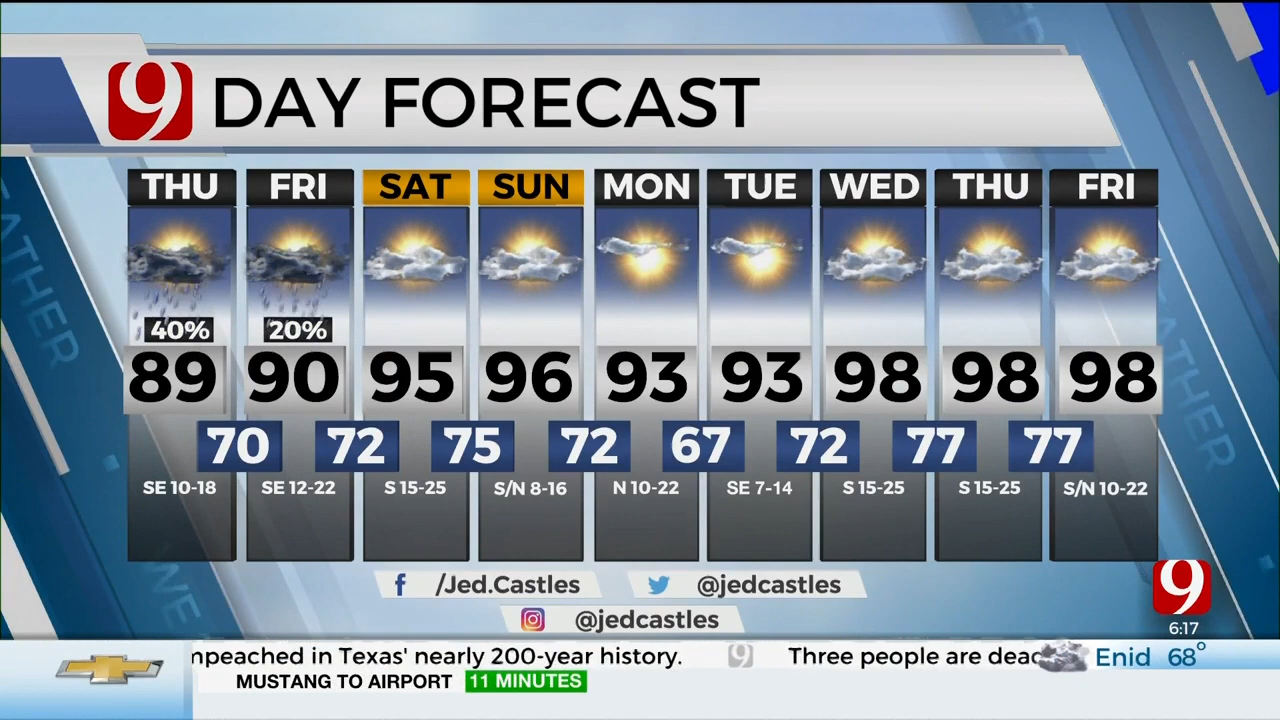 9 DAY FORECAST
THU FRI SAT SUN MON TUE WED THU FRI
40% 20%
89 90 95 96 93 93 98 98 98
70 72 75 72 67 72 77 77
SE 10-18 SE 12-22 S 15-25 S/N 8-16 N 10-22 SE 7-14 S 15-25 S 15-25 S/N 10-22
/Jed.Castles @jedcastles
@jedcastles
9
6:17
mpeached in Texas' nearly 200-year history. 9 Three people are dead Enid 68°
MUSTANG TO AIRPORT 11 MINUTES